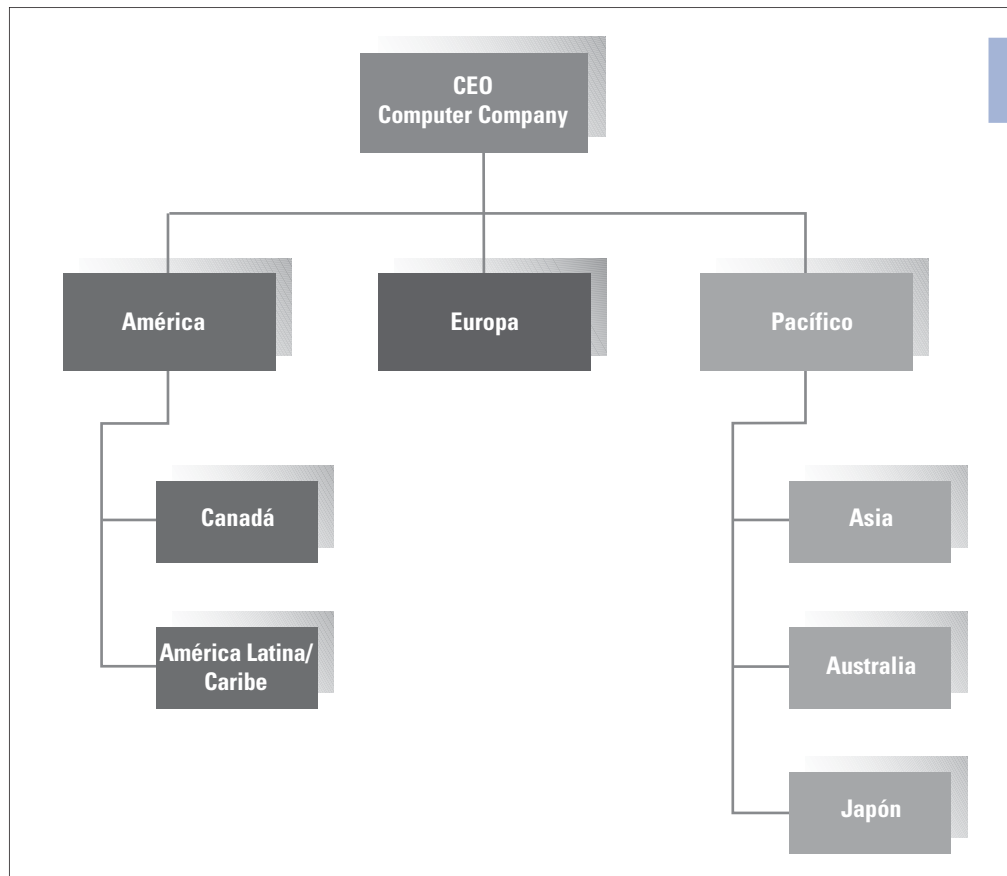 CEO
Computer Company
América
Europa
Pacífico
Canadá
Asia
América Latina/
Caribe
Australia
Japón